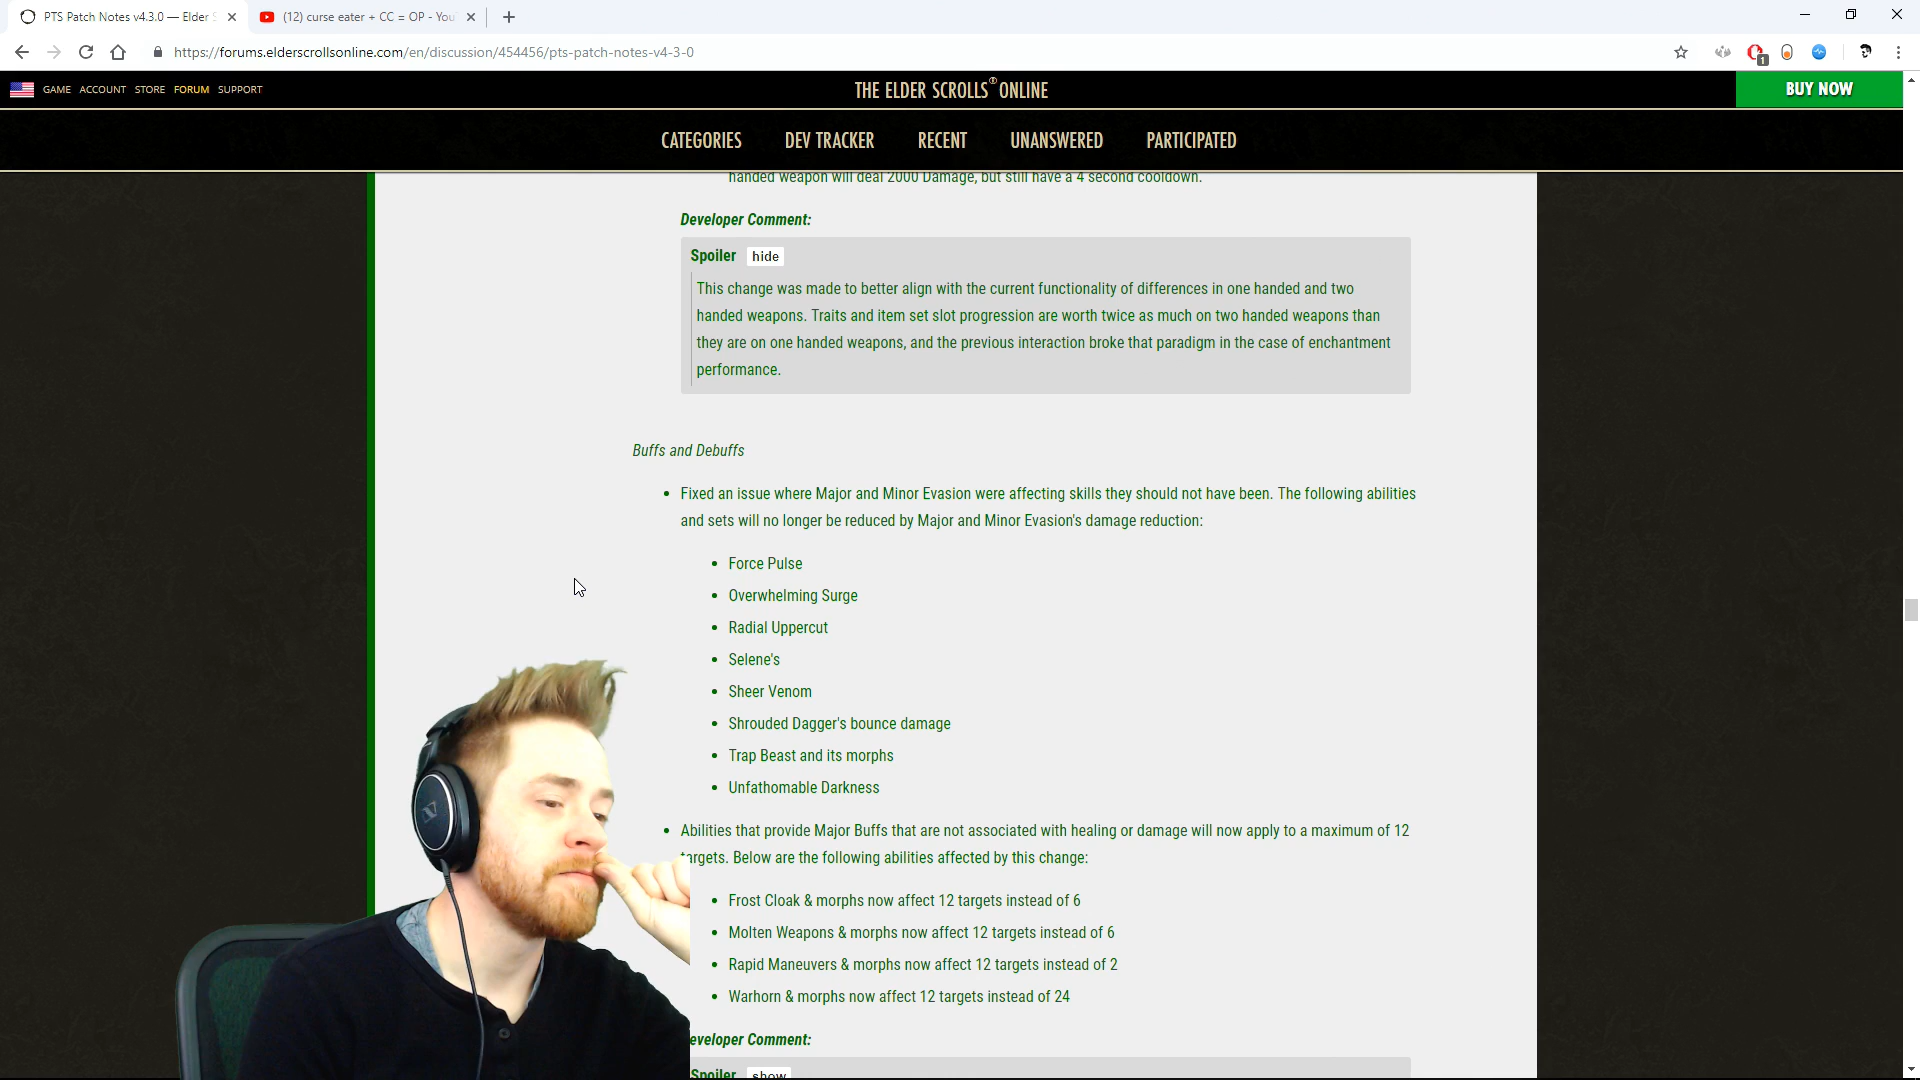 PTS Patch Notes v4.3.0 — Elder S
(12) curse eater + CC = OP - You
https://forums.elderscrollsonline.com/en/discussion/454456/pts-patch-notes-v4-3-0
1
GAME ACCOUNT STORE FORUM SUPPORT
THE ELDER SCROLLS ONLINE
BUY NOW
CATEGORIES DEV TRACKER RECENT UNANSWERED PARTICIPATED
handed weapon will deal 2000 Damage, but still have a 4 second cooldown.
Developer Comment:
Spoiler hide
This change was made to better align with the current functionality of differences in one handed and two
handed weapons. Traits and item set slot progression are worth twice as much on two handed weapons than
they are on one handed weapons, and the previous interaction broke that paradigm in the case of enchantment
performance.
Buffs and Debuffs
• Fixed an issue where Major and Minor Evasion were affecting skills they should not have been. The following abilities
and sets will no longer be reduced by Major and Minor Evasion's damage reduction:
• Force Pulse
• Overwhelming Surge
• Radial Uppercut
• Selene's
• Sheer Venom
• Shrouded Dagger's bounce damage
• Trap Beast and its morphs
• Unfathomable Darkness
• Abilities that provide Major Buffs that are not associated with healing or damage will now apply to a maximum of 12
targets. Below are the following abilities affected by this change:
• Frost Cloak & morphs now affect 12 targets instead of 6
• Molten Weapons & morphs now affect 12 targets instead of 6
• Rapid Maneuvers & morphs now affect 12 targets instead of 2
• Warhorn & morphs now affect 12 targets instead of 24
eveloper Comment:
Spoiler show